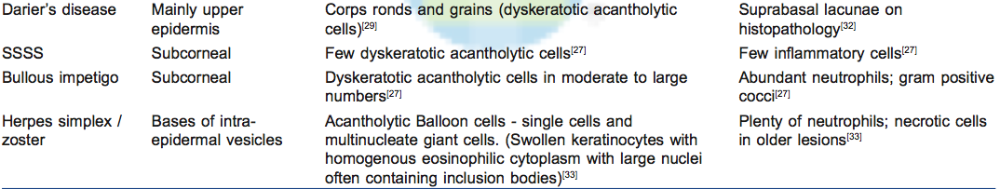 Darier's disease Mainly upper Corps ronds and grains (dyskeratotic acantholytic Suprabasal lacunae on
epidermis cells)[29] histopathology[32]
SSSS Subcorneal Few dyskeratotic acantholytic cells[27] Few inflammatory cells[27]
Bullous impetigo Subcorneal Dyskeratotic acantholytic cells in moderate to large Abundant neutrophils; gram positive
numbers[27] cocci[27]
Herpes simplex / Bases of intra- Acantholytic Balloon cells - single cells and Plenty of neutrophils; necrotic cells
zoster epidermal vesicles multinucleate giant cells. (Swollen keratinocytes with in older lesions[33]
homogenous eosinophilic cytoplasm with large nuclei
often containing inclusion bodies)[33]